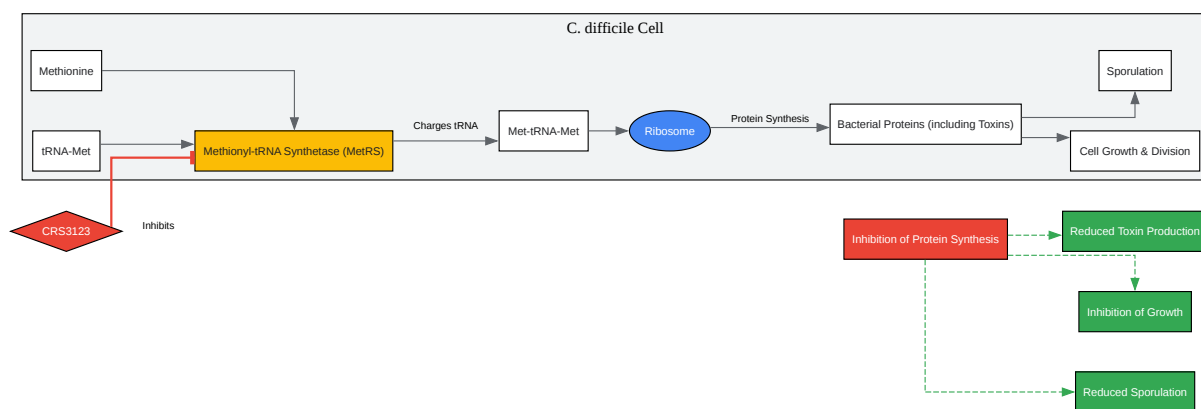 C. difficile Cell
Methionine
Sporulation
Charges tRNA
Met-tRNA-Met
Ribosome
Protein Synthesis
Bacterial Proteins (including Toxins)
tRNA-Met
Methionyl-tRNA Synthetase (MetRS)
Cell Growth & Division
CRS3123
Inhibits
Inhibition of Protein Synthesis
Reduced Toxin Production
Inhibition of Growth
Reduced Sporulation